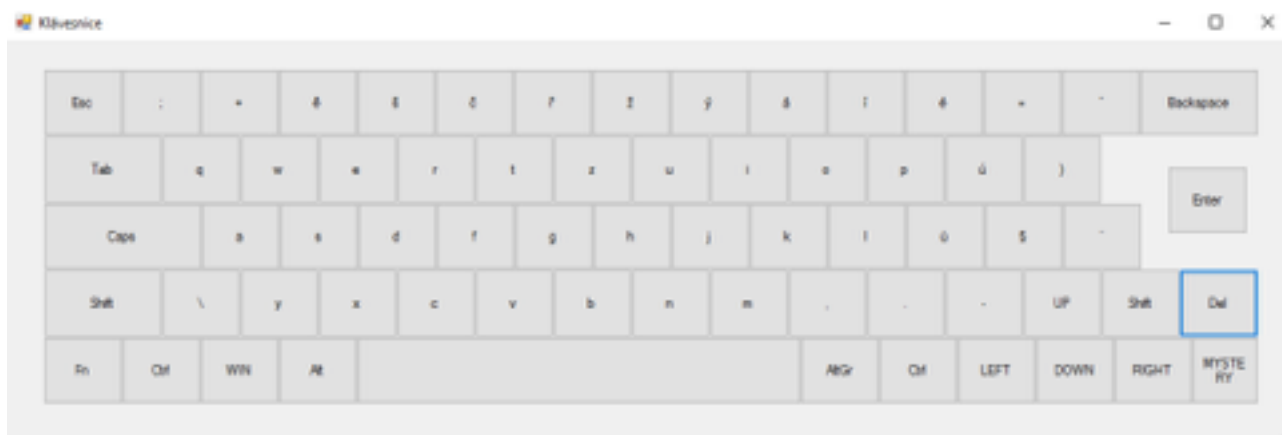 Klávesnice
Esc ; + ě š č ř ž ý á í é = ´ Backspace
Tab q w e r t z u i o p ú )
Enter
Caps a s d f g h j k l ů §
Shift \ y x c v b n m , . - UP Shift Del
Fn Ctrl WIN Alt AltGr Ctrl LEFT DOWN RIGHT MYSTE
RY